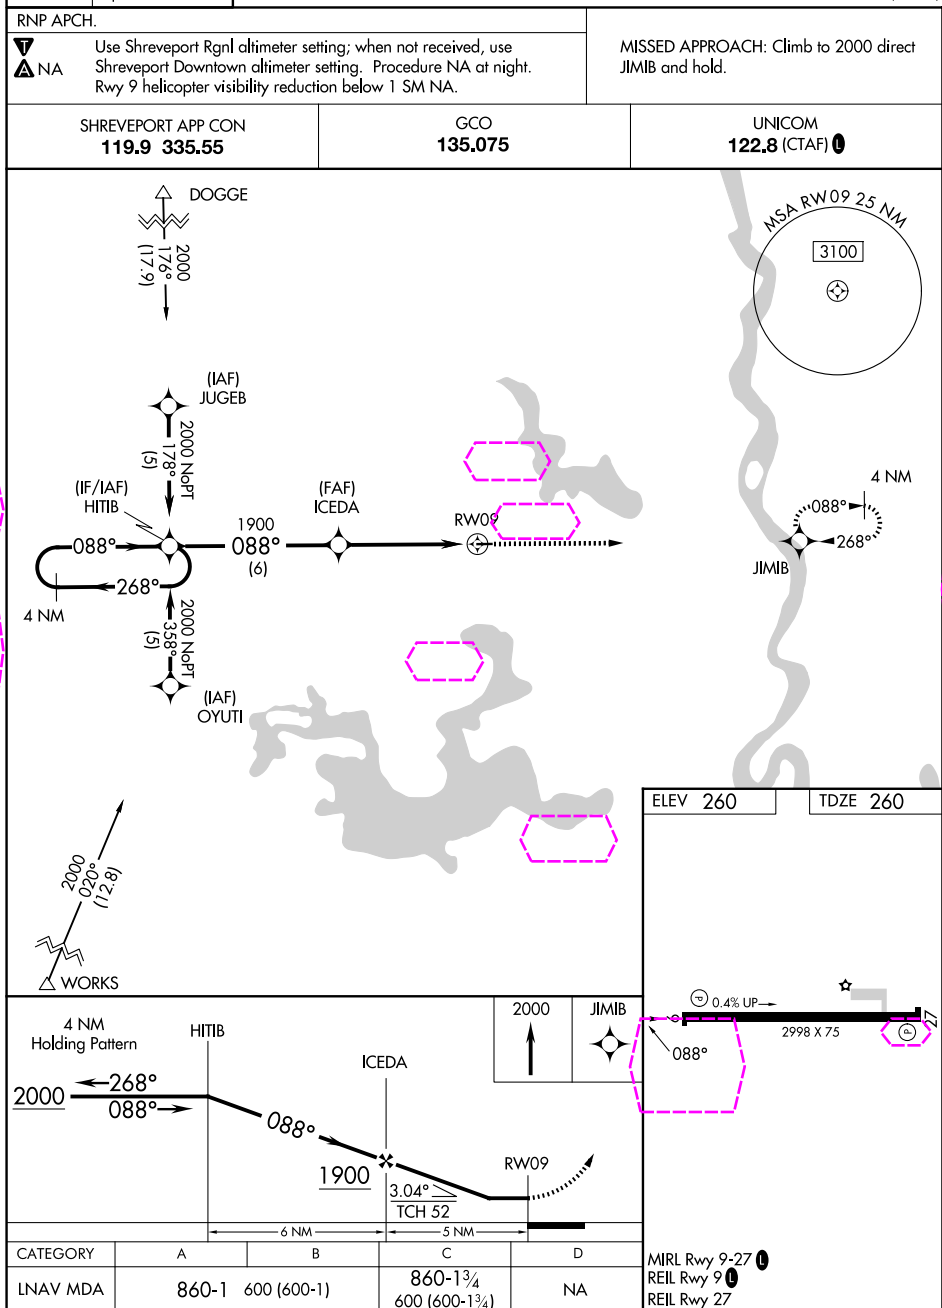 RNP APCH.
T
A NA
Use Shreveport Rgnl altimeter setting; when not received, use
Shreveport Downtown altimeter setting. Procedure NA at night.
Rwy 9 helicopter visibility reduction below 1 SM NA.
MISSED APPROACH: Climb to 2000 direct
JIMIB and hold.
SHREVEPORT APP CON
119.9 335.55
GCO
135.075
UNICOM
122.8 (CTAF) L
DOGGE
2000
176°
(17.9)
MSA RW09 25 NM
3100
(IAF)
JUGEB
2000 NoPT
178°
(5)
(IF/IAF)
HITIB
(FAF)
ICEDA
RW09
1900
088°
(6)
088°
268°
4 NM
4 NM
088°
268°
JIMIB
2000 NoPT
358°
(5)
(IAF)
OYUTI
2000
020°
(12.8)
WORKS
ELEV 260
TDZE 260
P 0.4% UP
9
27
2998 X 75
P
088°
4 NM
Holding Pattern
HITIB
ICEDA
2000
JIMIB
2000
268°
088°
088°
1900
3.04°
TCH 52
RW09
6 NM
5 NM
CATEGORY
A
B
C
D
LNAV MDA
860-1 600 (600-1)
860-1¾
600 (600-1¾)
NA
MIRL Rwy 9-27 L
REIL Rwy 9 L
REIL Rwy 27